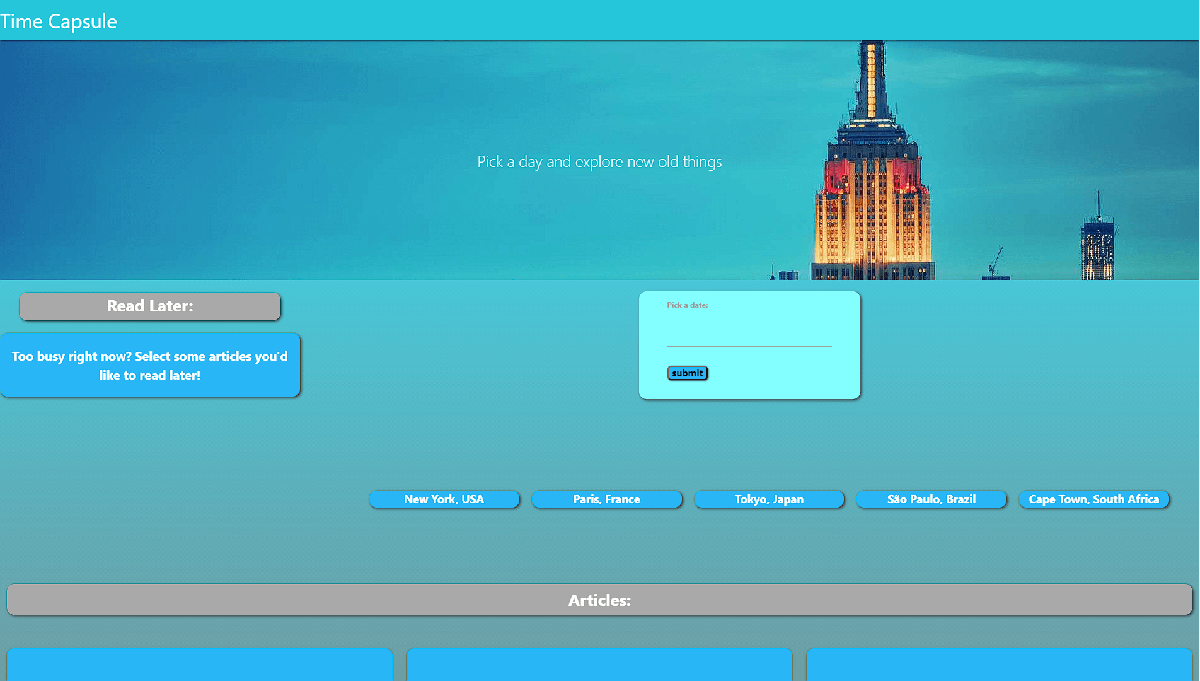 Time Capsule
Pick a day and explore new old things
Read Later:
Too busy right now? Select some articles you'd
like to read later!
Pick a date:
submit
New York, USA
Paris, France
Tokyo, Japan
São Paulo, Brazil
Cape Town, South Africa
Articles: